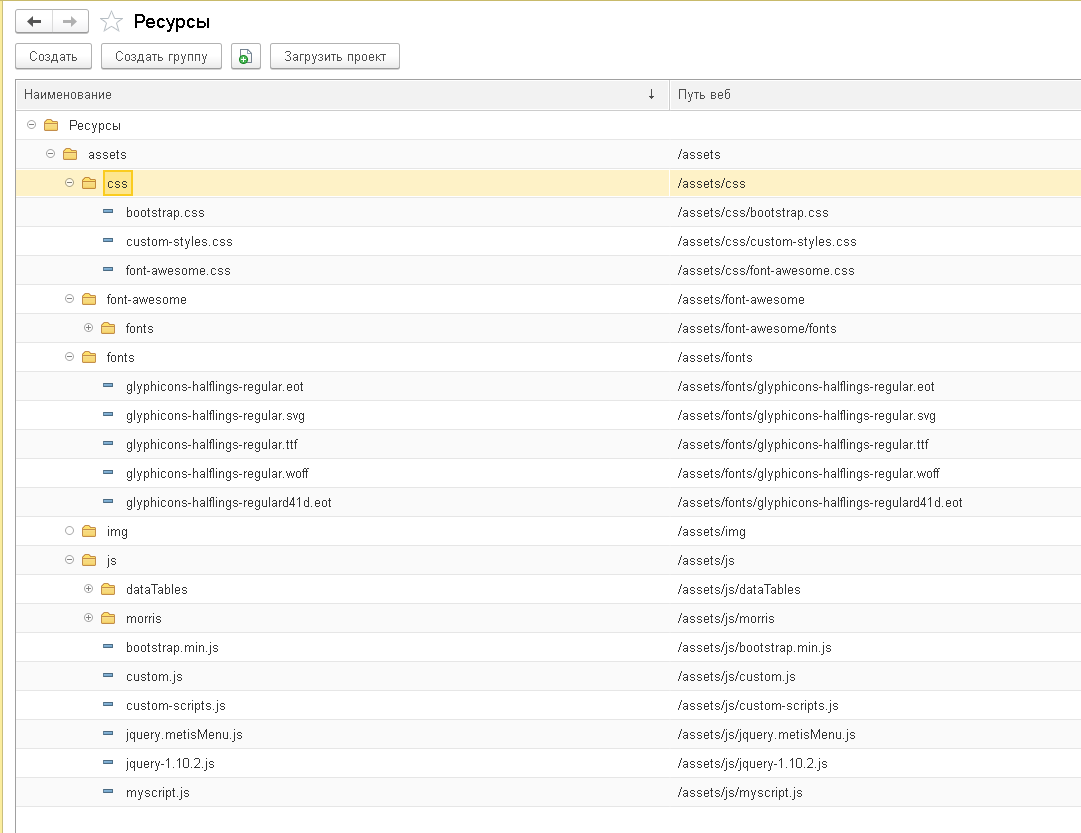 Ресурсы
Создать Создать группу Загрузить проект
Наименование ↓ Путь веб
Ресурсы
assets /assets
css /assets/css
bootstrap.css /assets/css/bootstrap.css
custom-styles.css /assets/css/custom-styles.css
font-awesome.css /assets/css/font-awesome.css
font-awesome /assets/font-awesome
fonts /assets/font-awesome/fonts
fonts /assets/fonts
glyphicons-halflings-regular.eot /assets/fonts/glyphicons-halflings-regular.eot
glyphicons-halflings-regular.svg /assets/fonts/glyphicons-halflings-regular.svg
glyphicons-halflings-regular.ttf /assets/fonts/glyphicons-halflings-regular.ttf
glyphicons-halflings-regular.woff /assets/fonts/glyphicons-halflings-regular.woff
glyphicons-halflings-regulard41d.eot /assets/fonts/glyphicons-halflings-regulard41d.eot
img /assets/img
js /assets/js
dataTables /assets/js/dataTables
morris /assets/js/morris
bootstrap.min.js /assets/js/bootstrap.min.js
custom.js /assets/js/custom.js
custom-scripts.js /assets/js/custom-scripts.js
jquery.metisMenu.js /assets/js/jquery.metisMenu.js
jquery-1.10.2.js /assets/js/jquery-1.10.2.js
myscript.js /assets/js/myscript.js